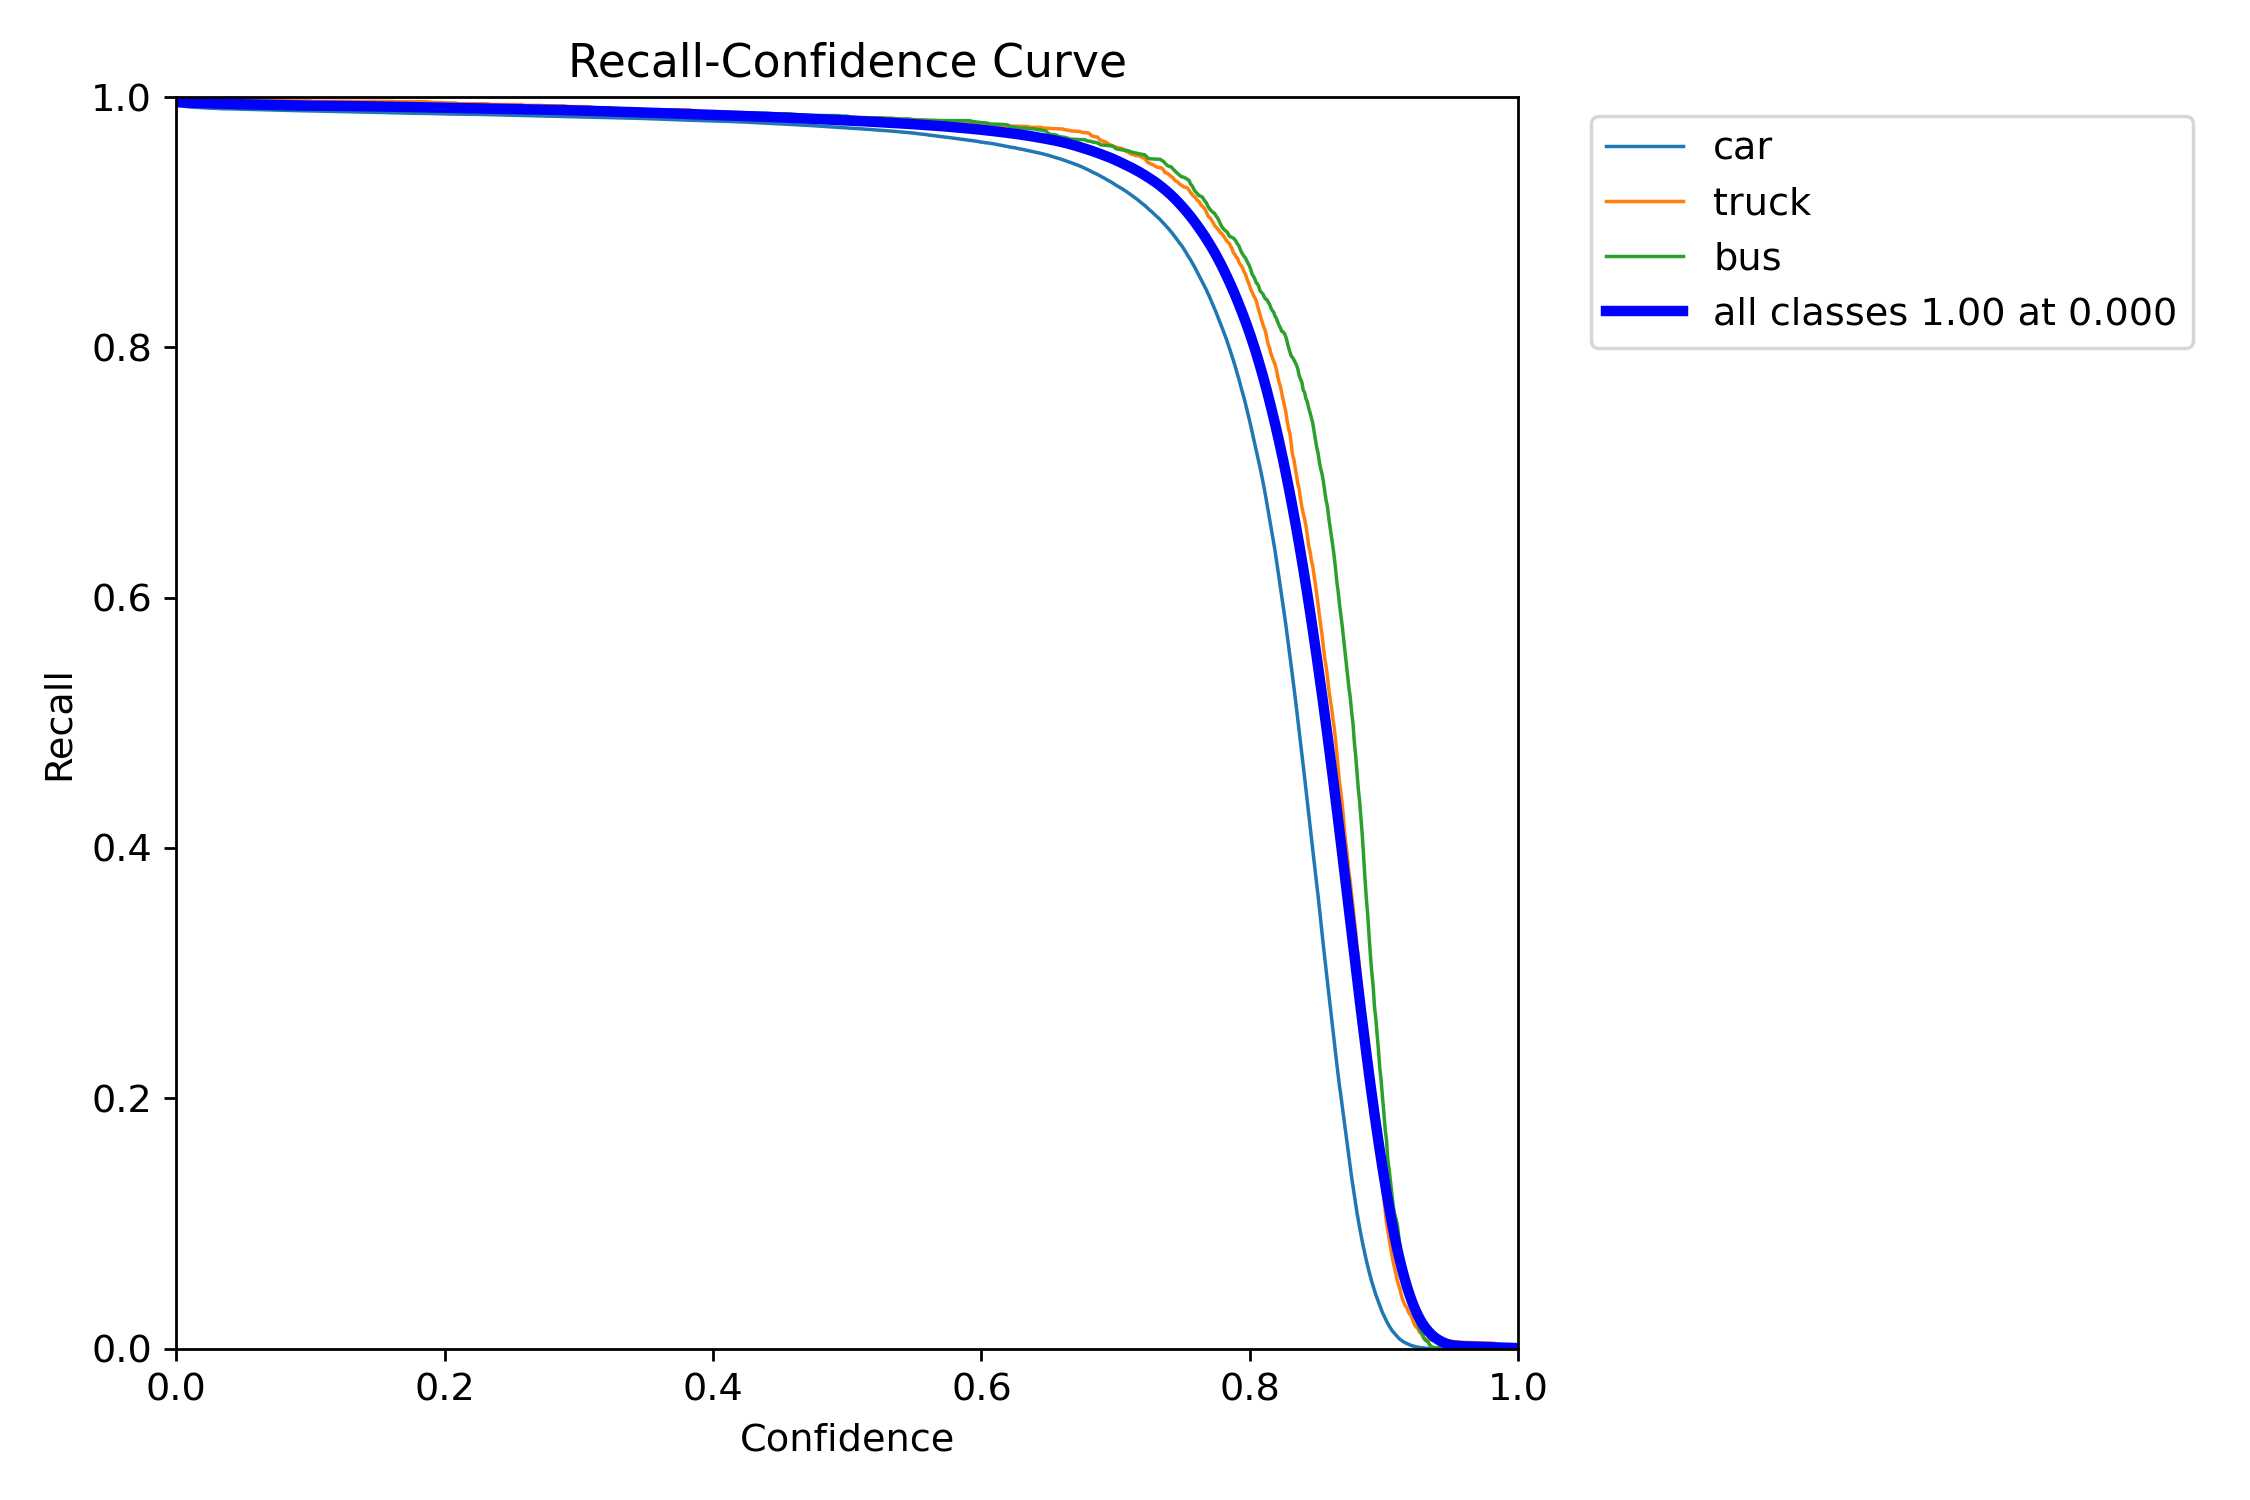 Recall-Confidence Curve
1.0
0.8
0.6
0.4
0.2
0.0
Recall
0.0 0.2 0.4 0.6 0.8 1.0
Confidence
car
truck
bus
all classes 1.00 at 0.000